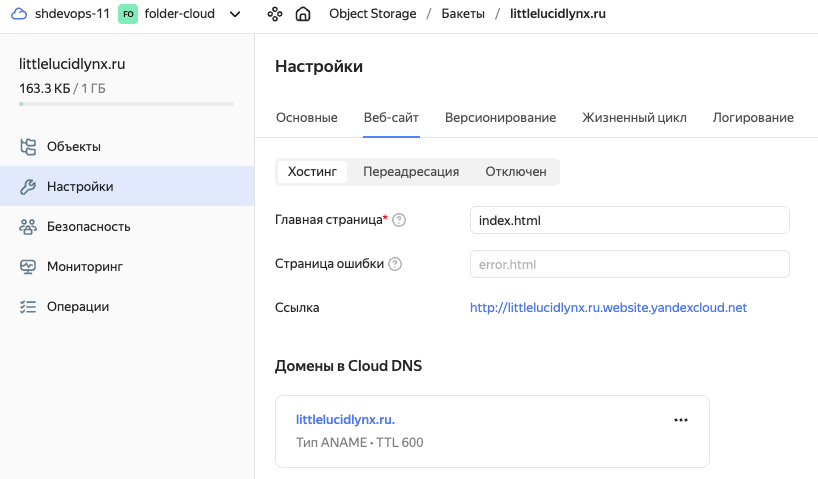 shdevops-11 FO folder-cloud Object Storage / Бакеты / littlelucidlynx.ru
littlelucidlynx.ru
163.3 КБ / 1 ГБ
Объекты
Настройки
Безопасность
Мониторинг
Операции
Настройки
Основные Веб-сайт Версионирование Жизненный цикл Логирование
Хостинг Переадресация Отключен
Главная страница* ? index.html
Страница ошибки ? error.html
Ссылка http://littlelucidlynx.ru.website.yandexcloud.net
Домены в Cloud DNS
littlelucidlynx.ru.
Тип ANAME • TTL 600